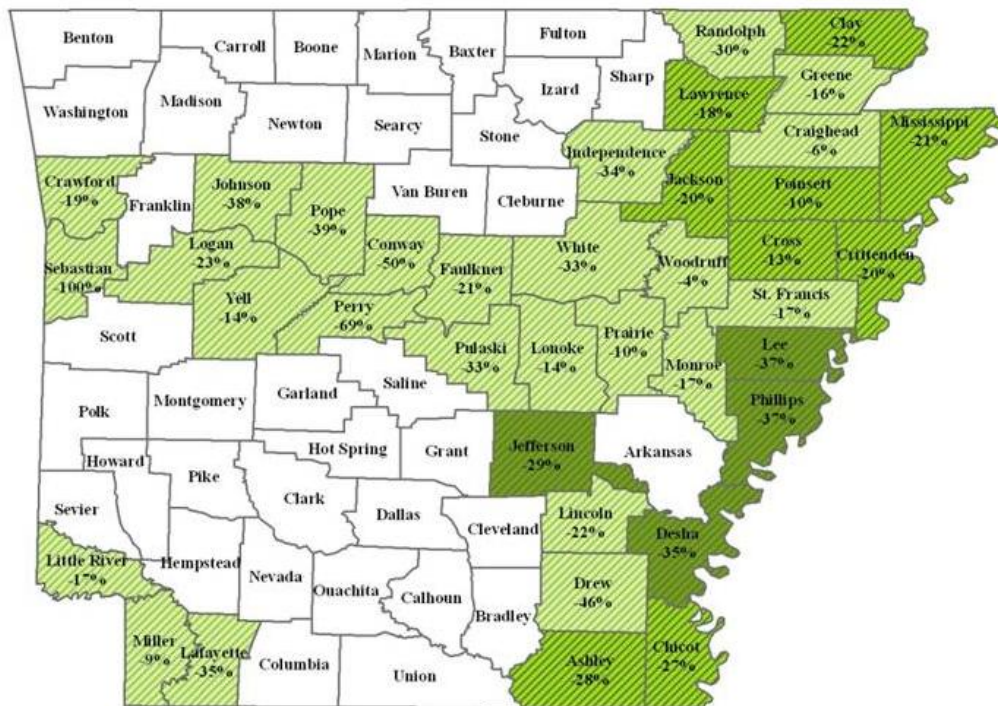 Benton
Carroll
Boone
Marion
Baxter
Fulton
Sharp
Randolph
-30%
Clay
-22%
Washington
Madison
Newton
Searcy
Stone
Izard
Lawrence
-18%
Greene
-16%
Craighead
-6%
Mississippi
-21%
Crawford
-19%
Franklin
Johnson
-38%
Pope
-39%
Van Buren
Cleburne
Independence
-34%
Jackson
-20%
Poinsett
10%
Sebastian
-100%
Logan
-23%
Conway
-50%
Faulkner
-21%
White
-33%
Woodruff
-4%
Cross
-13%
Crittenden
-20%
Scott
Yell
-14%
Perry
-69%
Pulaski
-33%
Lonoke
-14%
Prairie
-10%
Monroe
-17%
St. Francis
-17%
Lee
-37%
Phillips
-37%
Polk
Montgomery
Garland
Saline
Hot Spring
Grant
Jefferson
-29%
Arkansas
Howard
Pike
Clark
Dallas
Cleveland
Lincoln
-22%
Desha
-35%
Sevier
Little River
-17%
Hempstead
Nevada
Ouachita
Calhoun
Bradley
Drew
-46%
Miller
-9%
Lafayette
-35%
Columbia
Union
Ashley
-28%
Chicot
-27%